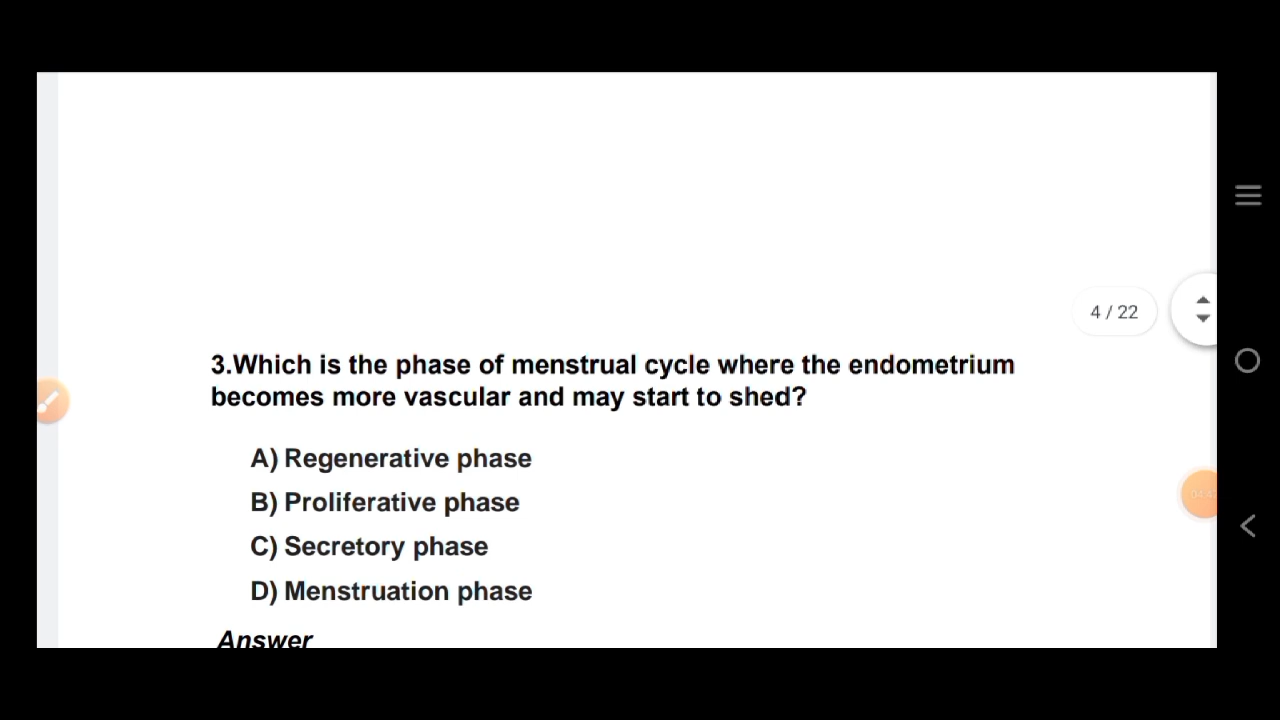 4 / 22
3.Which is the phase of menstrual cycle where the endometrium
becomes more vascular and may start to shed?
A) Regenerative phase
B) Proliferative phase
C) Secretory phase
D) Menstruation phase
Answer